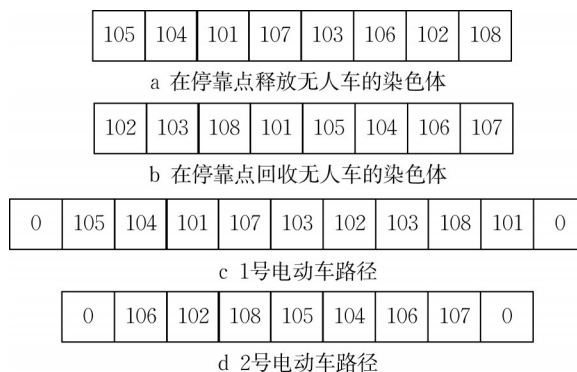 105 104 101 107 103 106 102 108
a 在停靠点释放无人车的染色体
102 103 108 101 105 104 106 107
b 在停靠点回收无人车的染色体
0 105 104 101 107 103 102 103 108 101 0
c 1号电动车路径
0 106 102 108 105 104 106 107 0
d 2号电动车路径